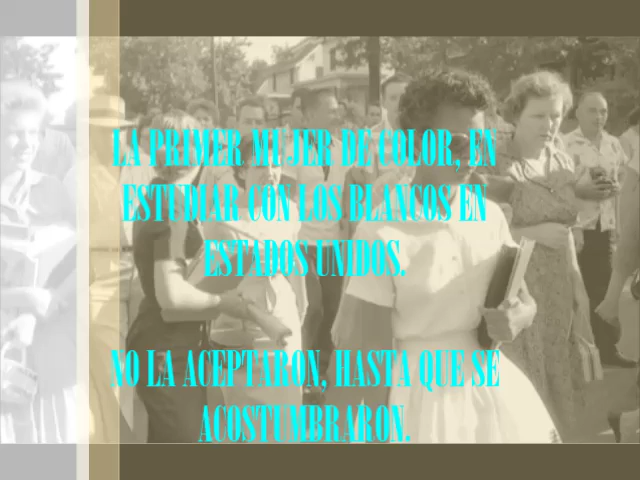 LA PRIMER MUJER DE COLOR, EN
ESTUDIAR CON LOS BLANCOS EN
ESTADOS UNIDOS.
NO LA ACEPTARON, HASTA QUE SE
ACOSTUMBRARON.